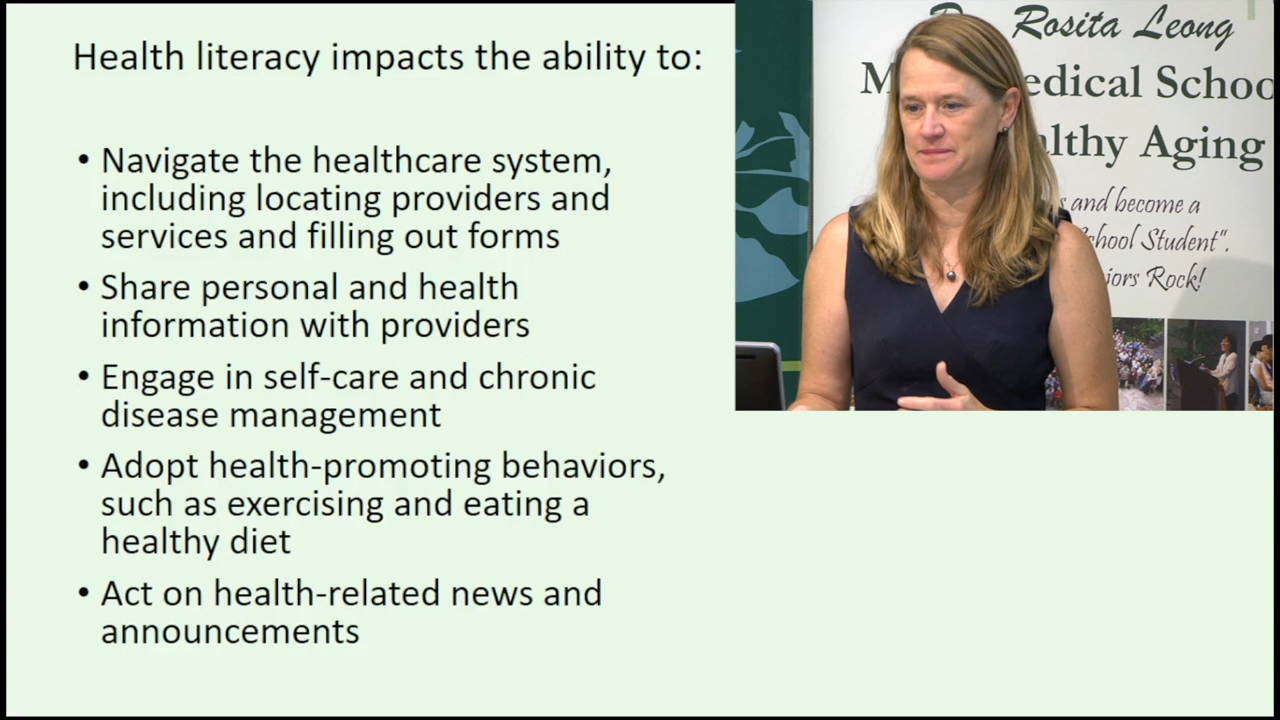 Health literacy impacts the ability to:
• Navigate the healthcare system,
including locating providers and
services and filling out forms
• Share personal and health
information with providers
• Engage in self-care and chronic
disease management
• Adopt health-promoting behaviors,
such as exercising and eating a
healthy diet
• Act on health-related news and
announcements
Rosita Leong
edical Schoo
althy Aging
and become a
School Student".
iors Rock!